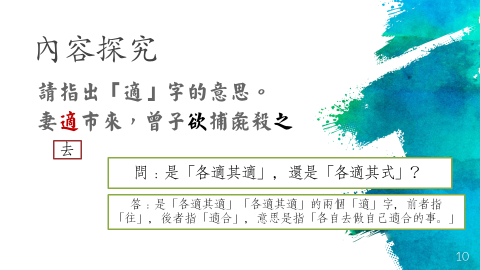 內容探究
請指出「適」字的意思。
妻適市來，曾子欲捕彘殺之
去
問：是「各適其適」，還是「各適其式」？
答：是「各適其適」「各適其適」的兩個「適」字，前者指
「往」，後者指「適合」，意思是指「各自去做自己適合的事。」
10